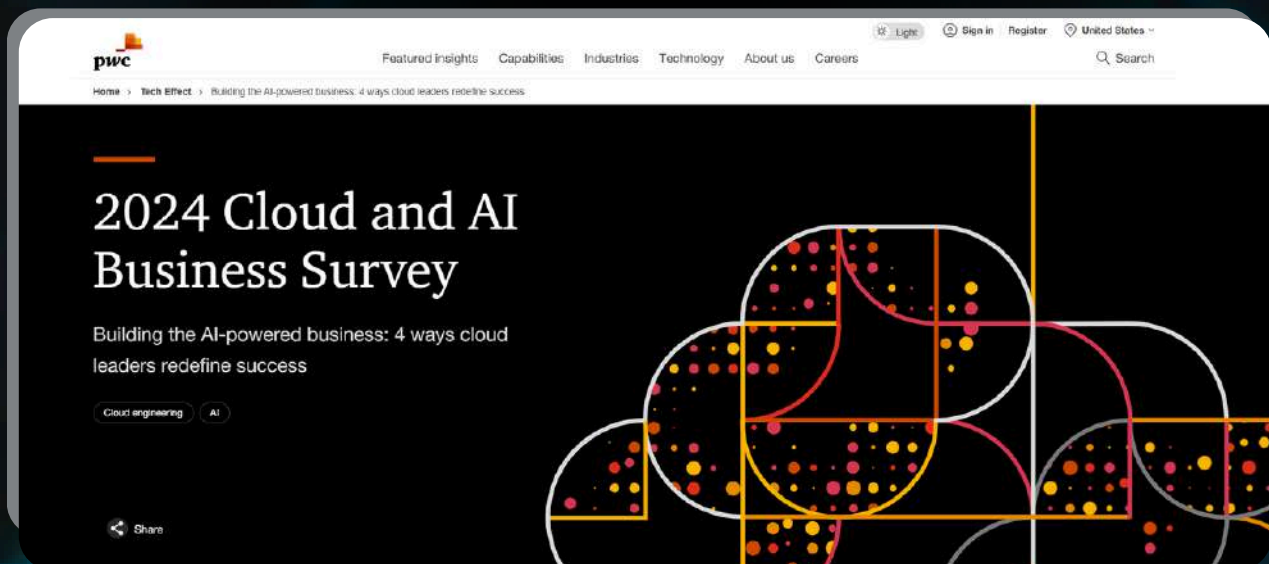 Light Sign in Register United States
pwc
Featured insights Capabilities Industries Technology About us Careers Search
Home > Tech Effect > Building the AI-powered business: 4 ways cloud leaders redefine success
2024 Cloud and AI
Business Survey
Building the AI-powered business: 4 ways cloud
leaders redefine success
Cloud engineering AI
Share